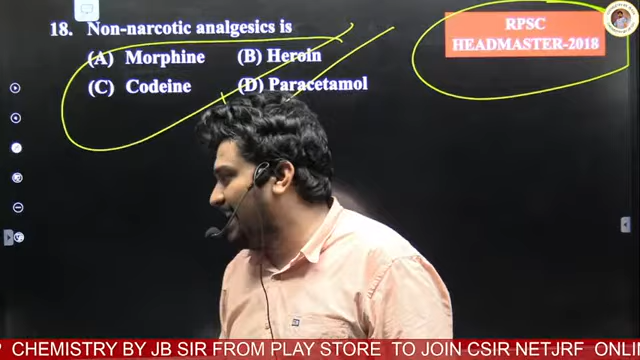 18. Non-narcotic analgesics is
(A) Morphine (B) Heroin
(C) Codeine (D) Paracetamol
RPSC
HEADMASTER-2018
CHEMISTRY BY JB SIR FROM PLAY STORE TO JOIN CSIR NETJRF ONLI